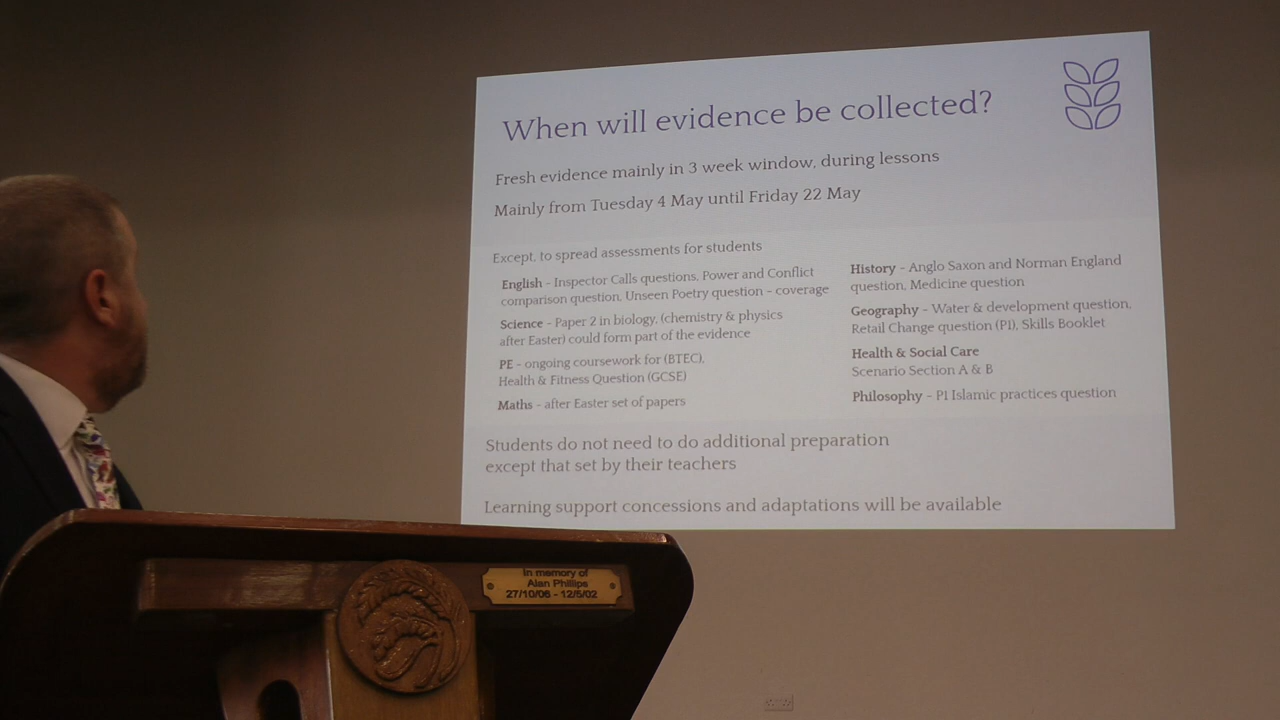 When will evidence be collected?
Fresh evidence mainly in 3 week window, during lessons
Mainly from Tuesday 4 May until Friday 22 May
Except, to spread assessments for students
English - Inspector Calls questions, Power and Conflict
comparison question, Unseen Poetry question - coverage
Science - Paper 2 in biology, (chemistry & physics
after Easter) could form part of the evidence
PE - ongoing coursework for (BTEC),
Health & Fitness Question (GCSE)
Maths - after Easter set of papers
History - Anglo Saxon and Norman England
question, Medicine question
Geography - Water & development question,
Retail Change question (P1), Skills Booklet
Health & Social Care
Scenario Section A & B
Philosophy - P1 Islamic practices question
Students do not need to do additional preparation
except that set by their teachers
Learning support concessions and adaptations will be available
In memory of
Alan Phillips
27/10/06 - 12/5/02